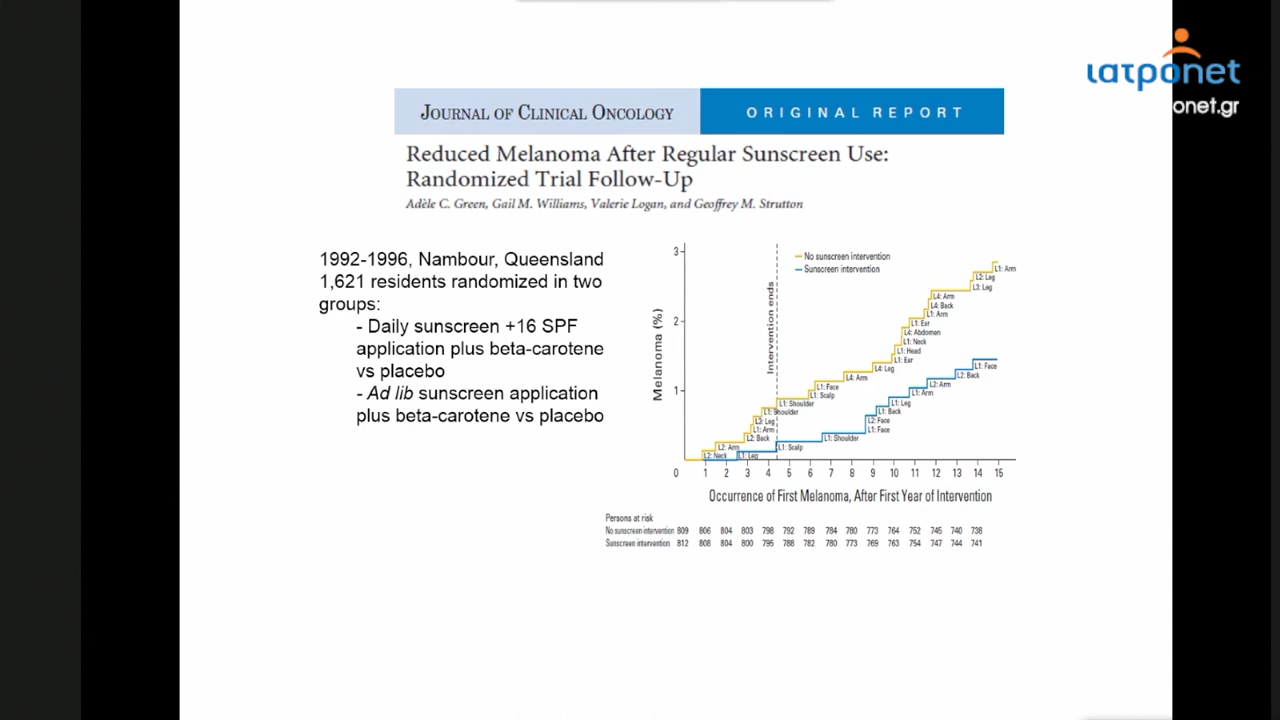 ιατροnet
onet.gr
JOURNAL OF CLINICAL ONCOLOGY
ORIGINAL REPORT
Reduced Melanoma After Regular Sunscreen Use:
Randomized Trial Follow-Up
Adèle C. Green, Gail M. Williams, Valerie Logan, and Geoffrey M. Strutton
1992-1996, Nambour, Queensland
1,621 residents randomized in two
groups:
- Daily sunscreen +16 SPF
application plus beta-carotene
vs placebo
- Ad lib sunscreen application
plus beta-carotene vs placebo
Melanoma (%)
3
2
1
0
Intervention ends
No sunscreen intervention
Sunscreen intervention
L1: Arm
L2: Leg
L3: Leg
L4: Arm
L4: Back
L1: Arm
L1: Ear
L4: Abdomen
L1: Neck
L1: Head
L1: Ear
L4: Leg
L4: Arm
L1: Face
L1: Scalp
L1: Shoulder
L1: Shoulder
L3: Leg
L1: Arm
L2: Back
L2: Arm
L2: Neck
L1: Face
L2: Back
L2: Arm
L1: Arm
L1: Leg
L1: Back
L2: Face
L1: Face
L1: Shoulder
L1: Scalp
L1: Leg
1 2 3 4 5 6 7 8 9 10 11 12 13 14 15
Occurrence of First Melanoma, After First Year of Intervention
Persons at risk
No sunscreen intervention 809 806 804 803 798 792 789 784 780 773 764 752 745 740 738
Sunscreen intervention 812 808 804 800 795 788 782 780 773 769 763 754 747 744 741